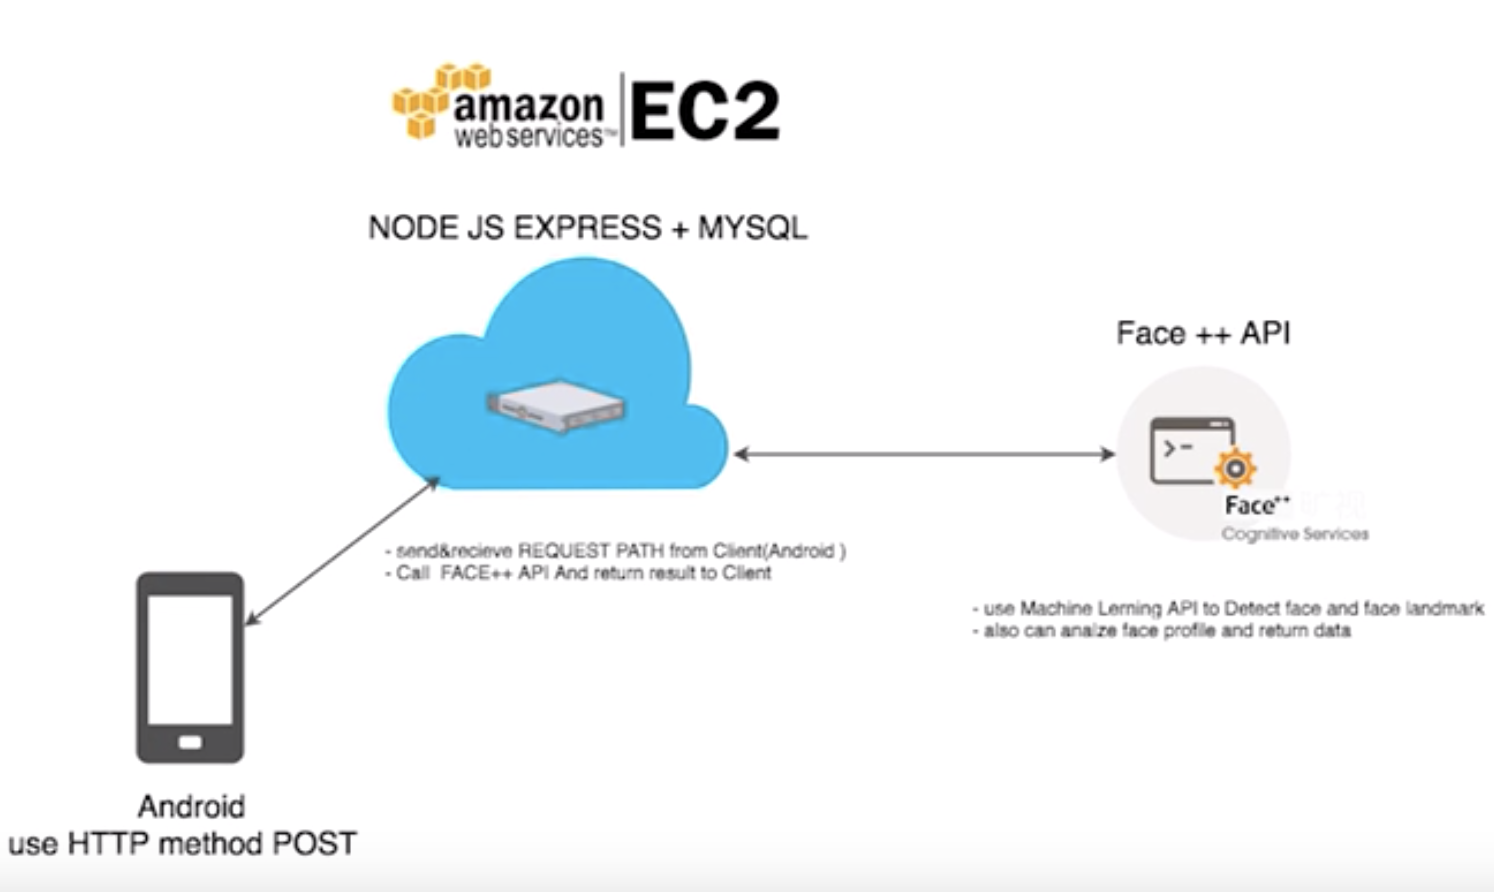 amazon
web services™
EC2
NODE JS EXPRESS + MYSQL
Face ++ API
>-
Face++
Cognitive Services
- send&recieve REQUEST PATH from Client(Android )
- Call FACE++ API And return result to Client
- use Machine Lerning API to Detect face and face landmark
- also can analze face profile and return data
Android
use HTTP method POST